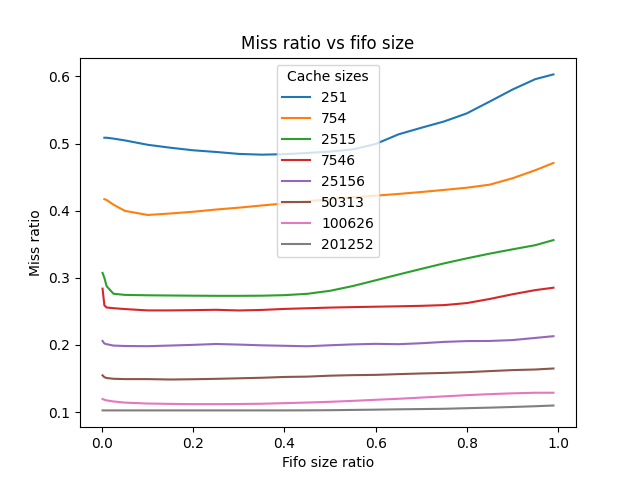 Miss ratio vs fifo size
Cache sizes
251
754
2515
7546
25156
50313
100626
201252
Miss ratio
0.6
0.5
0.4
0.3
0.2
0.1
0.0 0.2 0.4 0.6 0.8 1.0
Fifo size ratio